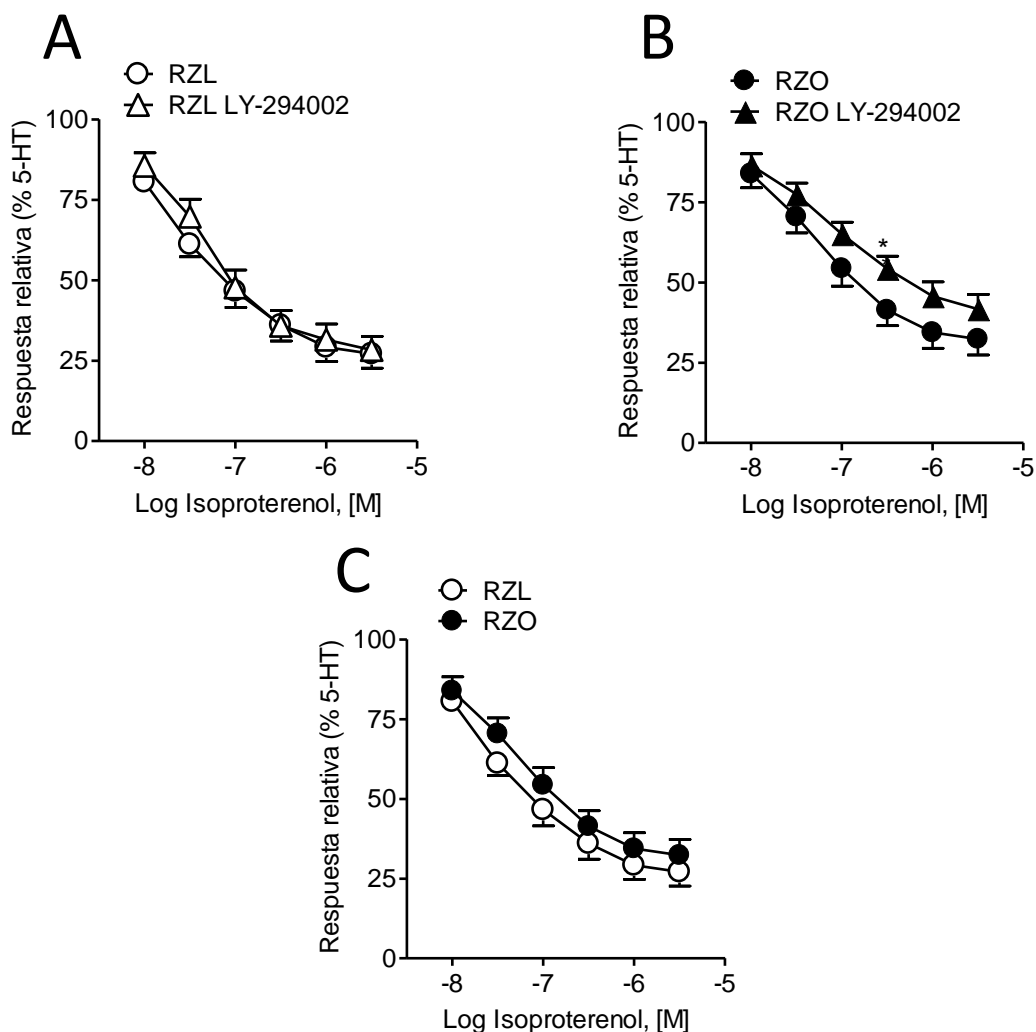 A
RZL
RZL LY-294002
100
75
50
25
0
Respuesta relativa (% 5-HT)
-8 -7 -6 -5
Log Isoproterenol, [M]
B
RZO
RZO LY-294002
100
75
50
25
0
Respuesta relativa (% 5-HT)
*
-8 -7 -6 -5
Log Isoproterenol, [M]
C
RZL
RZO
100
75
50
25
0
Respuesta relativa (% 5-HT)
-8 -7 -6 -5
Log Isoproterenol, [M]